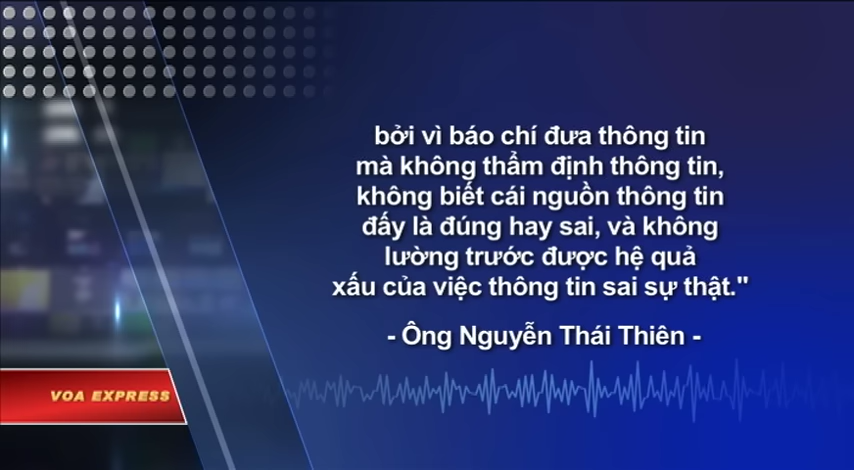 bởi vì báo chí đưa thông tin
mà không thẩm định thông tin,
không biết cái nguồn thông tin
đấy là đúng hay sai, và không
lường trước được hệ quả
xấu của việc thông tin sai sự thật."
- Ông Nguyễn Thái Thiên -
VOA EXPRESS